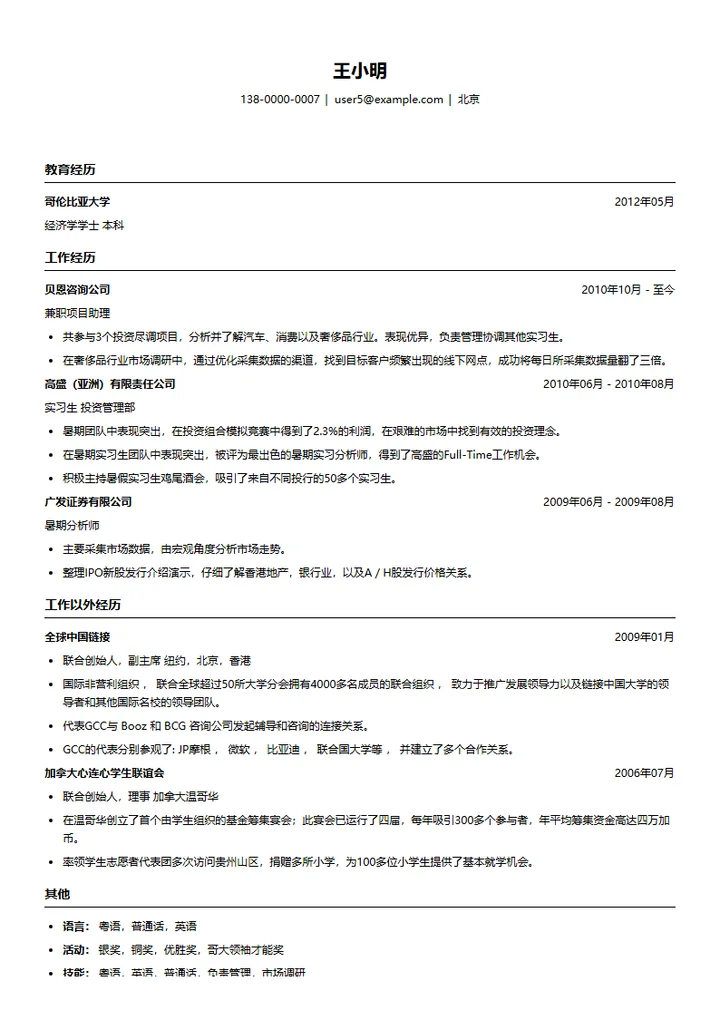 王小明
138-0000-0007 | user5@example.com | 北京
教育经历
哥伦比亚大学 2012年05月
经济学学士 本科
工作经历
贝恩咨询公司 2010年10月 - 至今
兼职项目助理
• 共参与3个投资尽调项目，分析并了解汽车、消费以及奢侈品行业。表现优异，负责管理协调其他实习生。
• 在奢侈品行业市场调研中，通过优化采集数据的渠道，找到目标客户频繁出现的线下网点，成功将每日所采集数据量翻了三倍。
高盛（亚洲）有限责任公司 2010年06月 - 2010年08月
实习生 投资管理部
• 暑期团队中表现突出，在投资组合模拟竞赛中得到了2.3%的利润，在艰难的市场中找到有效的投资理念。
• 在暑期实习生团队中表现突出，被评为最出色的暑期实习分析师，得到了高盛的Full-Time工作机会。
• 积极主持暑假实习生鸡尾酒会，吸引了来自不同投行的50多个实习生。
广发证券有限公司 2009年06月 - 2009年08月
暑期分析师
• 主要采集市场数据，由宏观角度分析市场走势。
• 整理IPO新股发行介绍演示，仔细了解香港地产，银行业，以及A / H股发行价格关系。
工作以外经历
全球中国链接 2009年01月
• 联合创始人，副主席 纽约，北京，香港
• 国际非营利组织 ， 联合全球超过50所大学分会拥有4000多名成员的联合组织 ， 致力于推广发展领导力以及链接中国大学的领
导者和其他国际名校的领导团队。
• 代表GCC与 Booz 和 BCG 咨询公司发起辅导和咨询的连接关系。
• GCC的代表分别参观了: JP摩根 ， 微软 ， 比亚迪 ， 联合国大学等 ， 并建立了多个合作关系。
加拿大心连心学生联谊会 2006年07月
• 联合创始人，理事 加拿大温哥华
• 在温哥华创立了首个由学生组织的基金筹集宴会；此宴会已运行了四届，每年吸引300多个参与者，年平均筹集资金高达四万加
币。
• 率领学生志愿者代表团多次访问贵州山区，捐赠多所小学，为100多位小学生提供了基本就学机会。
其他
• 语言： 粤语，普通话，英语
• 活动： 银奖，铜奖，优胜奖，哥大领袖才能奖
• 技能： 粤语，英语，普通话，负责管理，市场调研